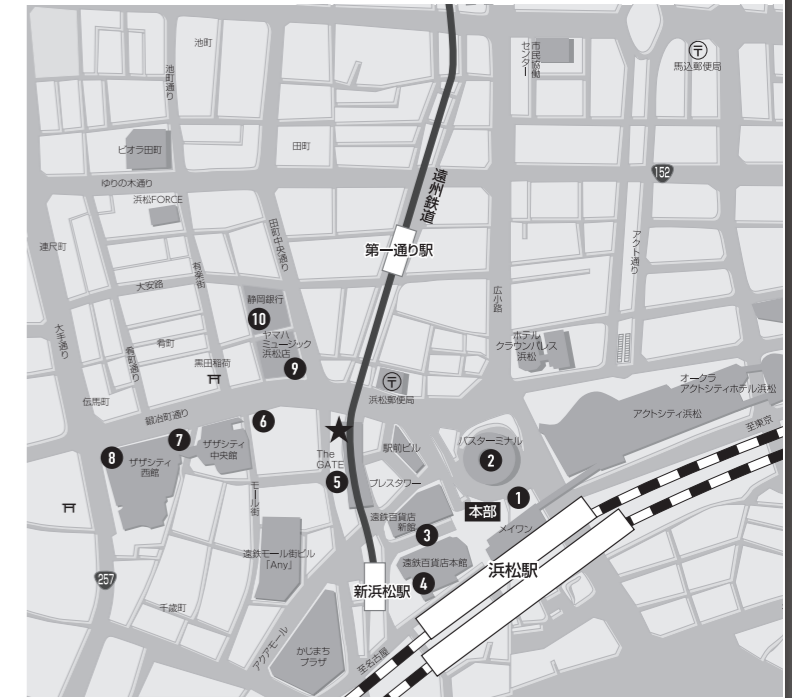 池町
池町通り
市民協働
センター
馬込郵便局
ビオラ田町
田町
152
ゆりの木通り
浜松FORCE
遠州鉄道
田町中央通り
第一通り駅
連尺町
有楽街
アクト通り
大安路
広小路
静岡銀行
10
大手通り
肴町通り
肴町
ヤマハ
ミュージック
浜松店
9
黒田稲荷
ホテル
クラウンパレス
浜松
オークラ
アクトシティホテル浜松
伝馬町
浜松郵便局
アクトシティ浜松
鍛冶町通り
至東京
6
7
8
ザザシティ
西館
ザザシティ
中央館
The
GATE
5
駅前ビル
バスターミナル
2
プレスタワー
1
本部
メイワン
モール街
遠鉄百貨店
新館
3
遠鉄モール街ビル
「Any」
遠鉄百貨店本館
4
浜松駅
257
新浜松駅
千歳町
アクアモール
かじまち
プラザ
至名古屋